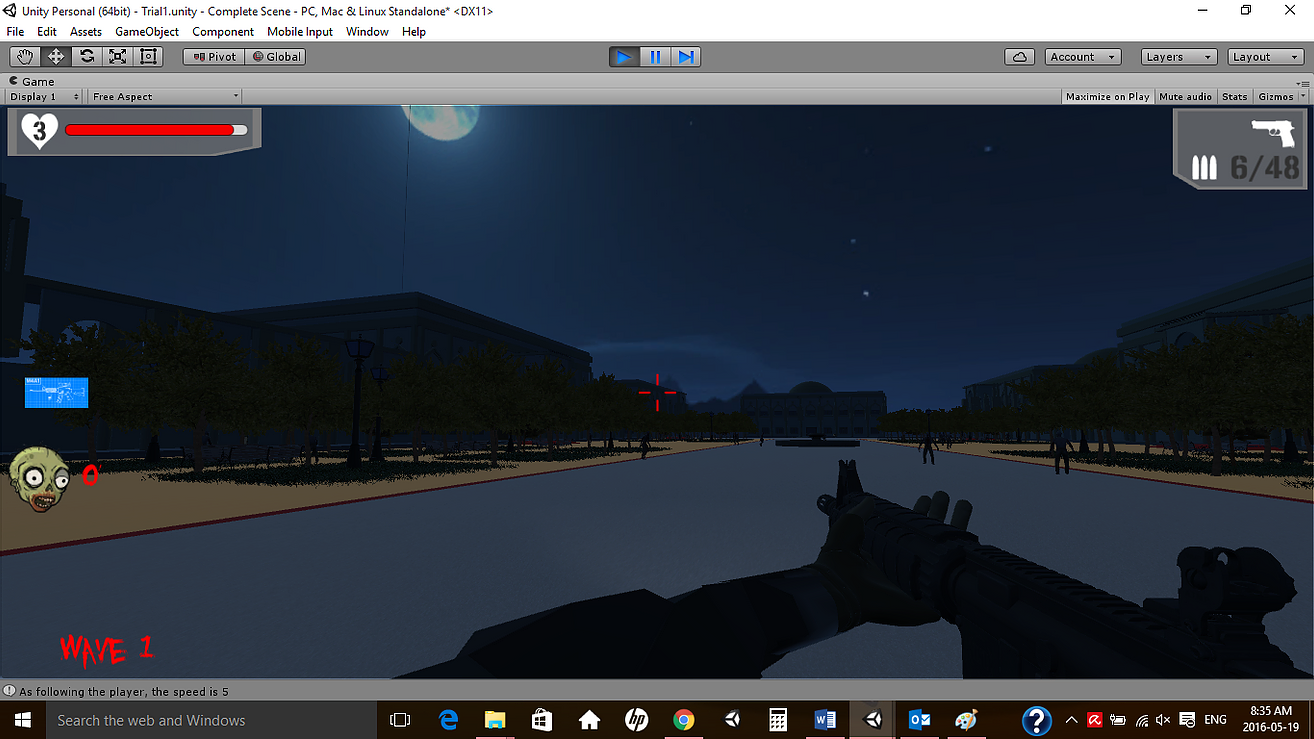 Unity Personal (64bit) - Trial1.unity - Complete Scene - PC, Mac & Linux Standalone* <DX11>
File Edit Assets GameObject Component Mobile Input Window Help
Pivot Global Account Layers Layout
Game
Display 1 Free Aspect Maximize on Play Mute audio Stats Gizmos
3
6/48
M4A1
0
WAVE 1
As following the player, the speed is 5
Search the web and Windows
ENG
8:35 AM
2016-05-19